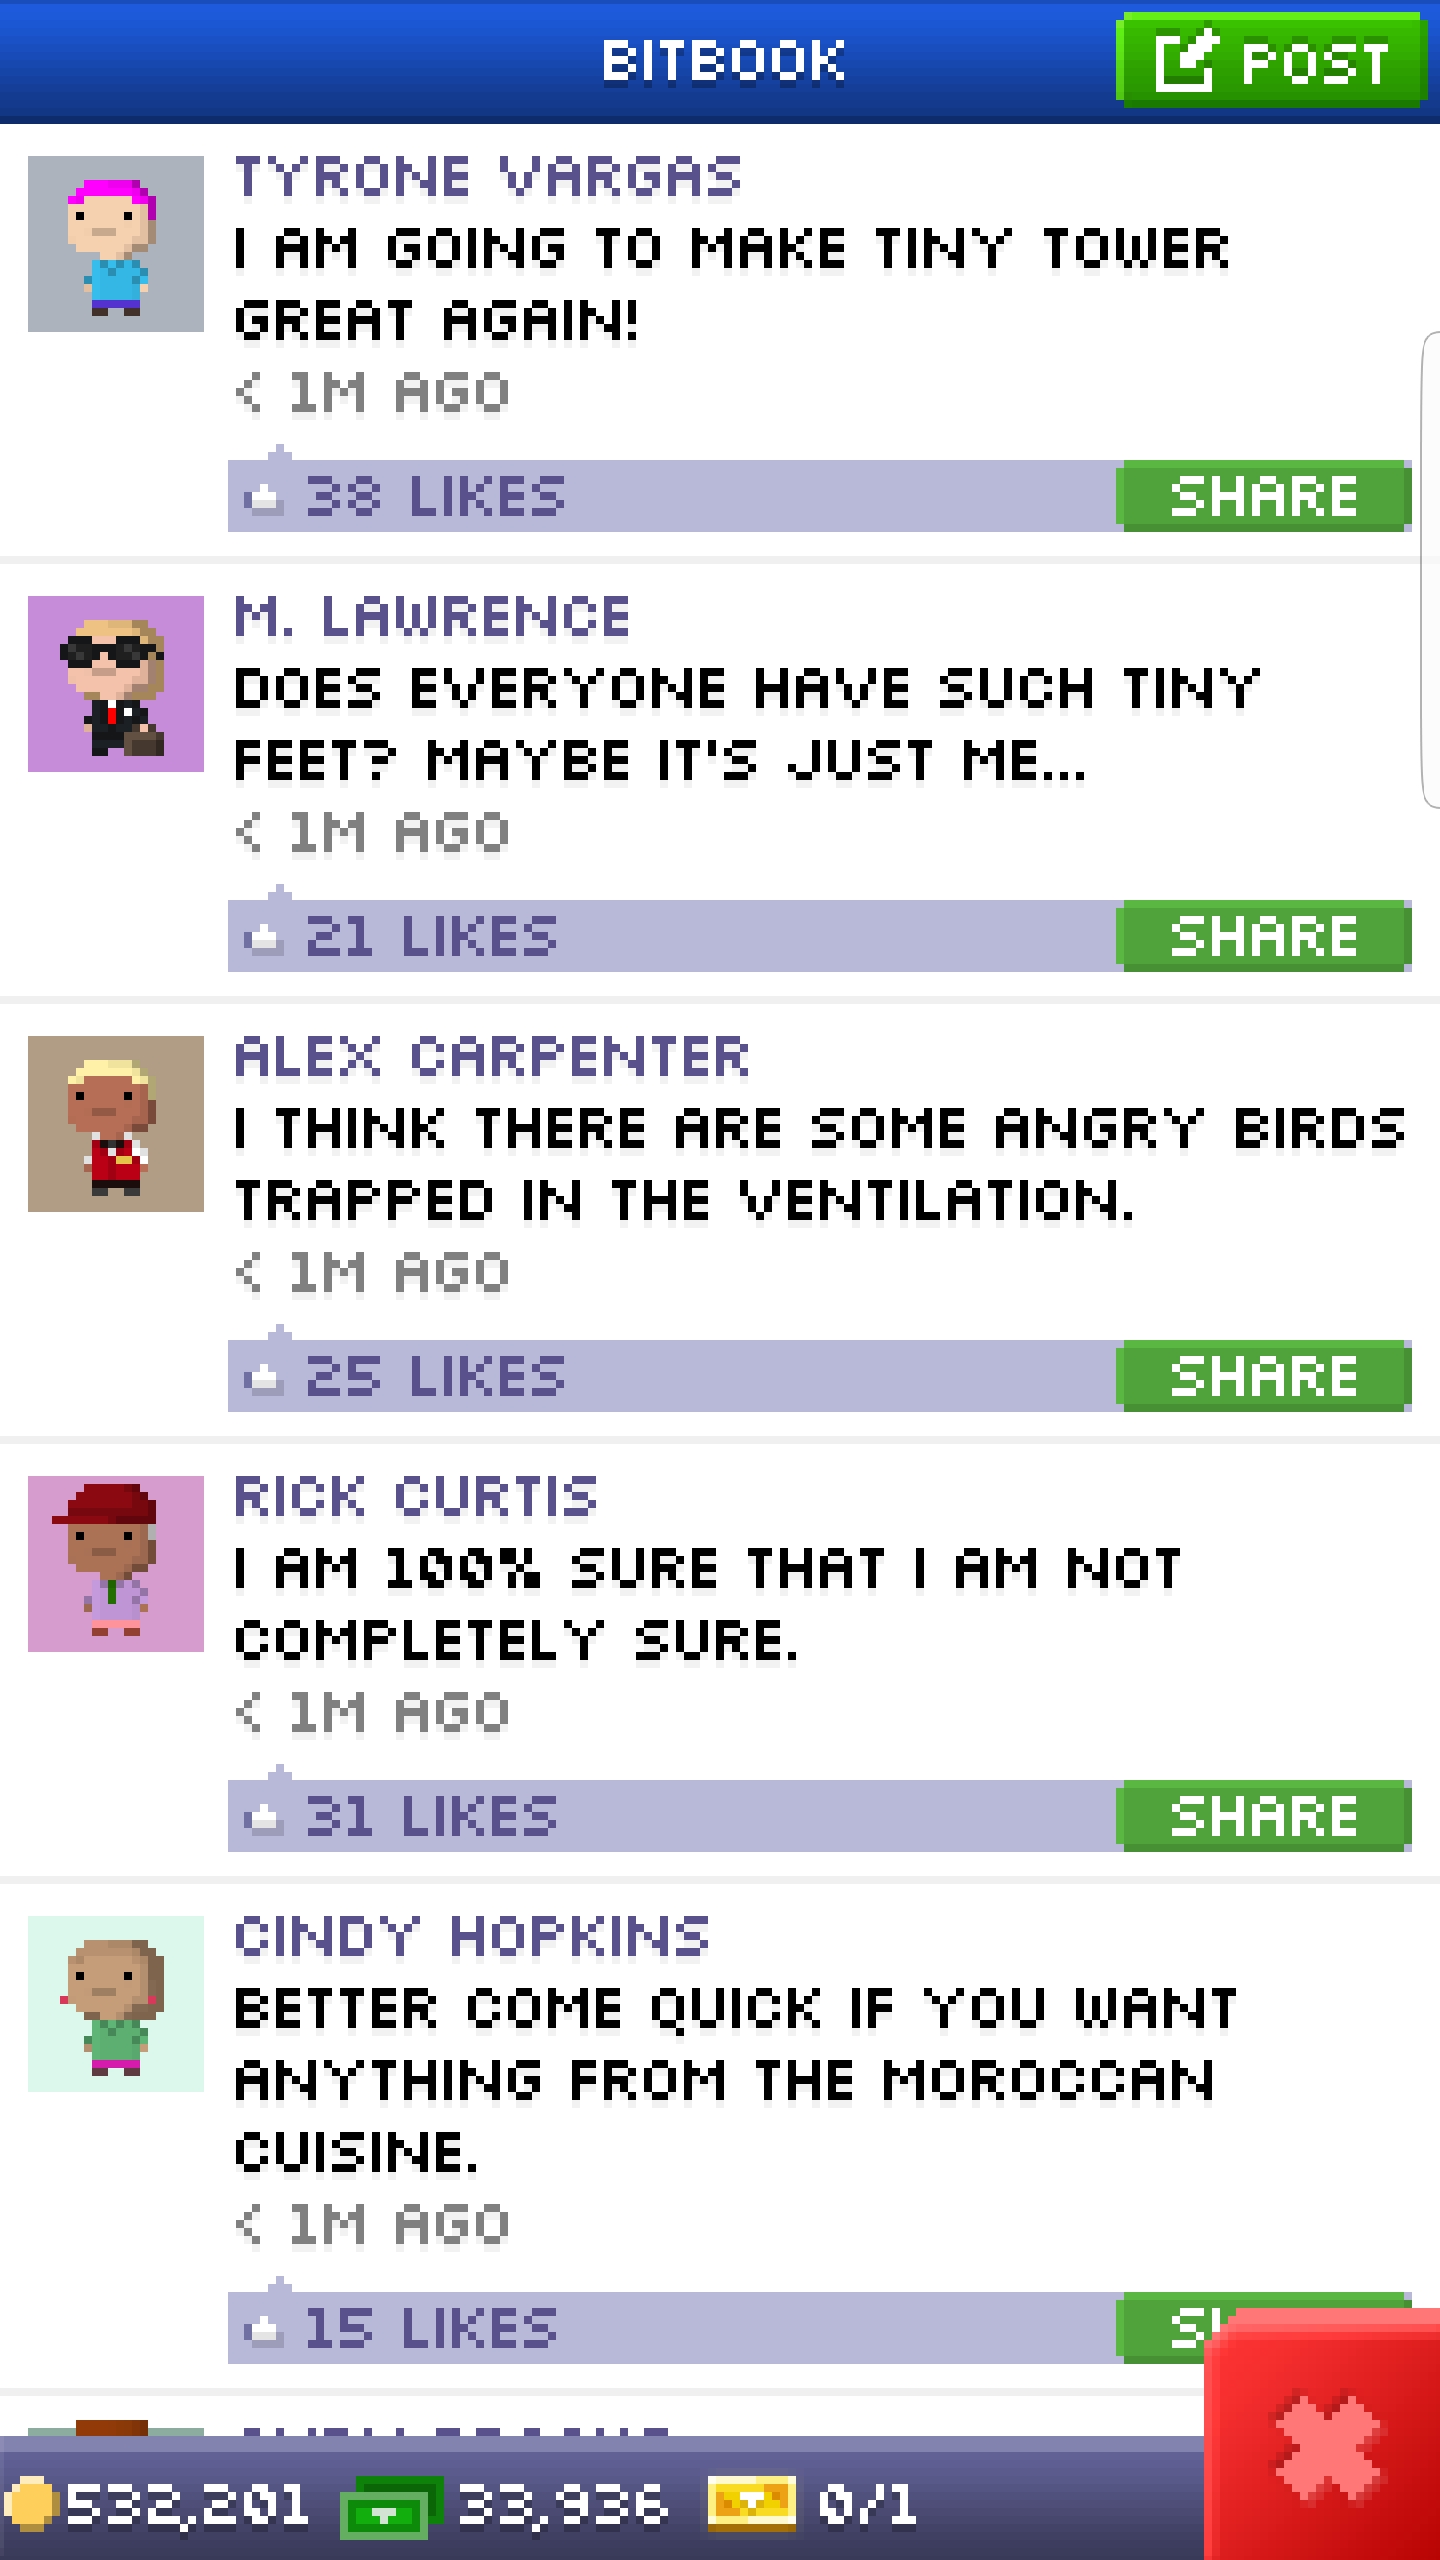 BITBOOK
POST
TYRONE VARGAS
I AM GOING TO MAKE TINY TOWER
GREAT AGAIN!
< 1M AGO
38 LIKES
SHARE
M. LAWRENCE
DOES EVERYONE HAVE SUCH TINY
FEET? MAYBE IT'S JUST ME...
< 1M AGO
21 LIKES
SHARE
ALEX CARPENTER
I THINK THERE ARE SOME ANGRY BIRDS
TRAPPED IN THE VENTILATION.
< 1M AGO
25 LIKES
SHARE
RICK CURTIS
I AM 100% SURE THAT I AM NOT
COMPLETELY SURE.
< 1M AGO
31 LIKES
SHARE
CINDY HOPKINS
BETTER COME QUICK IF YOU WANT
ANYTHING FROM THE MOROCCAN
CUISINE.
< 1M AGO
15 LIKES
532,201
33,936
0/1